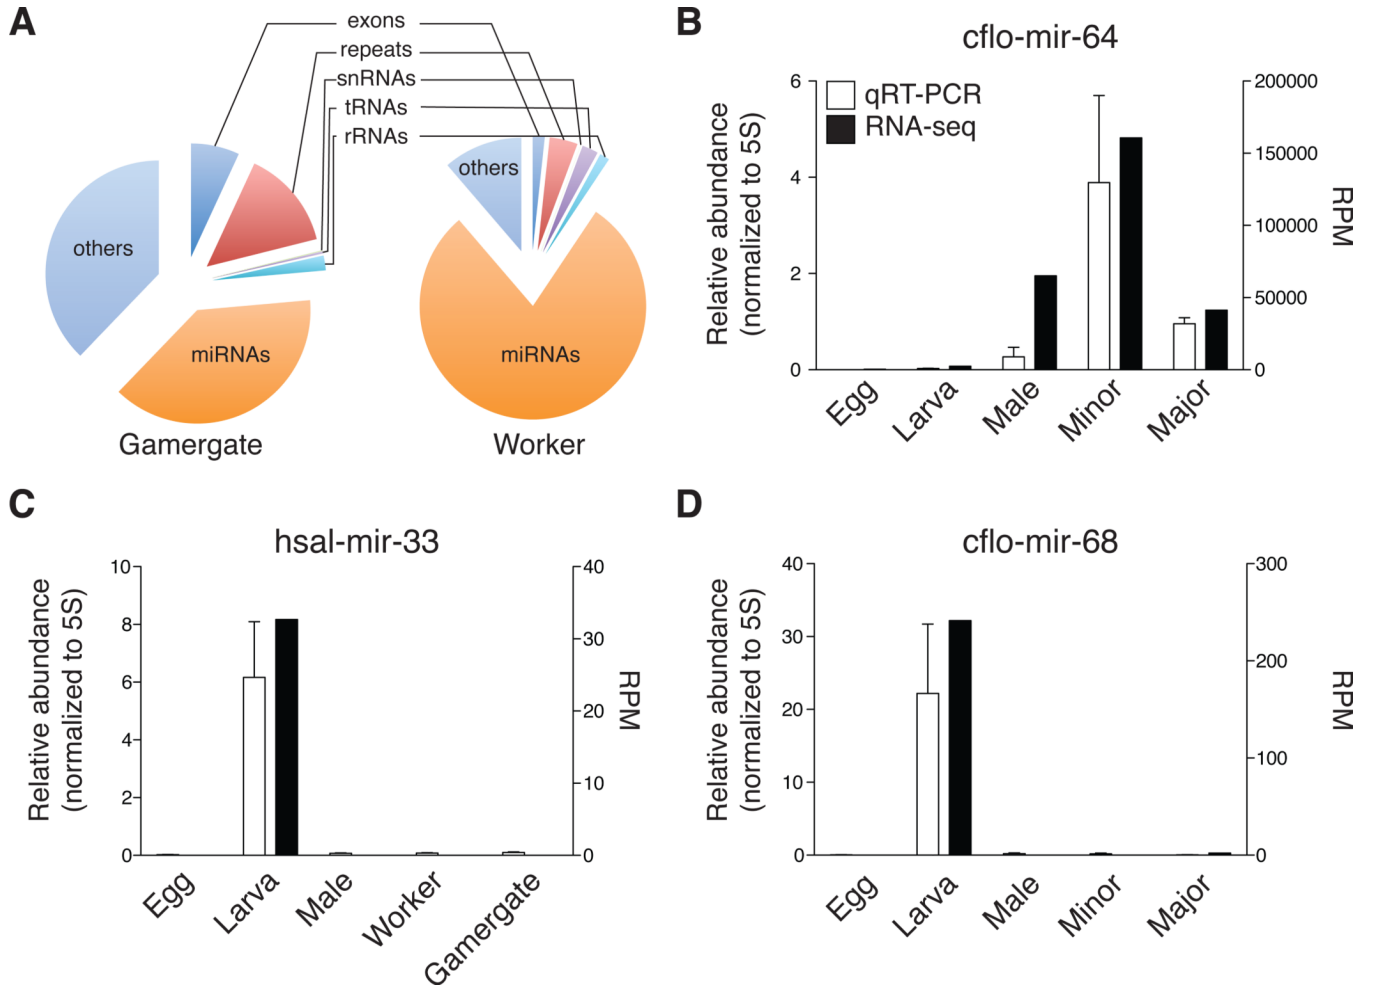 A
exons
repeats
snRNAs
tRNAs
rRNAs
others
miRNAs
Gamergate
others
miRNAs
Worker
B
cflo-mir-64
qRT-PCR
RNA-seq
Relative abundance
(normalized to 5S)
6
4
2
0
200000
150000
100000
50000
0
RPM
Egg
Larva
Male
Minor
Major
C
hsal-mir-33
Relative abundance
(normalized to 5S)
10
8
6
4
2
0
40
30
20
10
0
RPM
Egg
Larva
Male
Worker
Gamergate
D
cflo-mir-68
Relative abundance
(normalized to 5S)
40
30
20
10
0
300
200
100
0
RPM
Egg
Larva
Male
Minor
Major